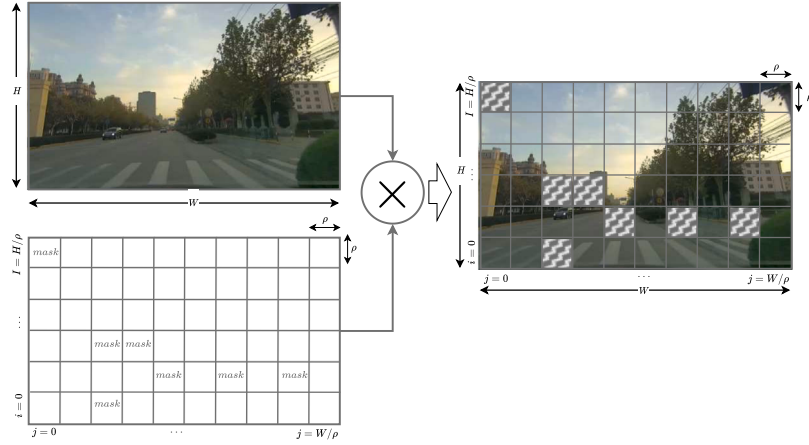 H
W
ρ
ρ
I = H/ρ
...
i = 0
mask
mask mask
mask mask mask
mask
j = 0 ... j = W/ρ
ρ
I = H/ρ
H
...
i = 0
j = 0 ... j = W/ρ
W